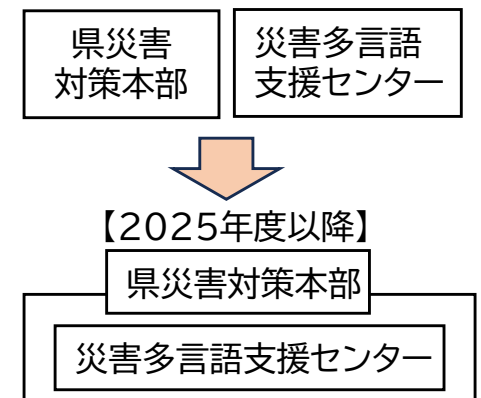 県災害
対策本部
災害多言語
支援センター
【2025年度以降】
県災害対策本部
災害多言語支援センター